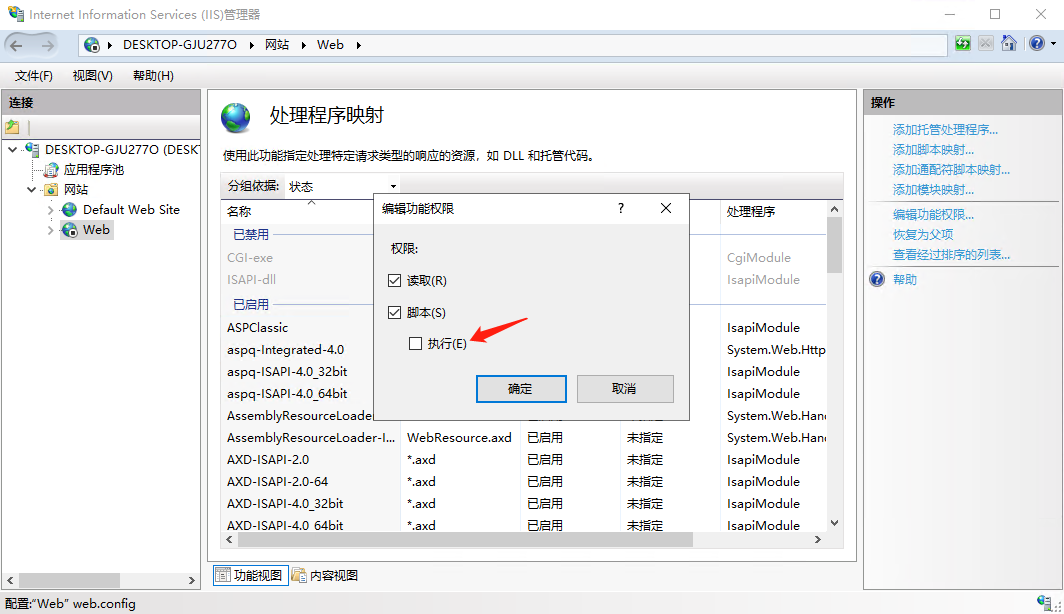 Internet Information Services (IIS)管理器
DESKTOP-GJU277O 网站 Web
文件(F) 视图(V) 帮助(H)
连接
DESKTOP-GJU277O (DESKT
应用程序池
网站
Default Web Site
Web
处理程序映射
使用此功能指定处理特定请求类型的响应的资源，如 DLL 和托管代码。
分组依据: 状态
名称 处理程序
已禁用
CGI-exe CgiModule
ISAPI-dll IsapiModule
已启用
ASPClassic IsapiModule
aspq-Integrated-4.0 System.Web.Http
aspq-ISAPI-4.0_32bit IsapiModule
aspq-ISAPI-4.0_64bit IsapiModule
AssemblyResourceLoader System.Web.Han
AssemblyResourceLoader-I... WebResource.axd 已启用 未指定 System.Web.Han
AXD-ISAPI-2.0 *.axd 已启用 未指定 IsapiModule
AXD-ISAPI-2.0-64 *.axd 已启用 未指定 IsapiModule
AXD-ISAPI-4.0_32bit *.axd 已启用 未指定 IsapiModule
AXD-ISAPI-4.0_64bit *.axd 已启用 未指定 IsapiModule
编辑功能权限 ?
权限:
读取(R)
脚本(S)
执行(E)
确定 取消
功能视图 内容视图
操作
添加托管处理程序...
添加脚本映射...
添加通配符脚本映射...
添加模块映射...
编辑功能权限...
恢复为父项
查看经过排序的列表...
帮助
配置:“Web” web.config